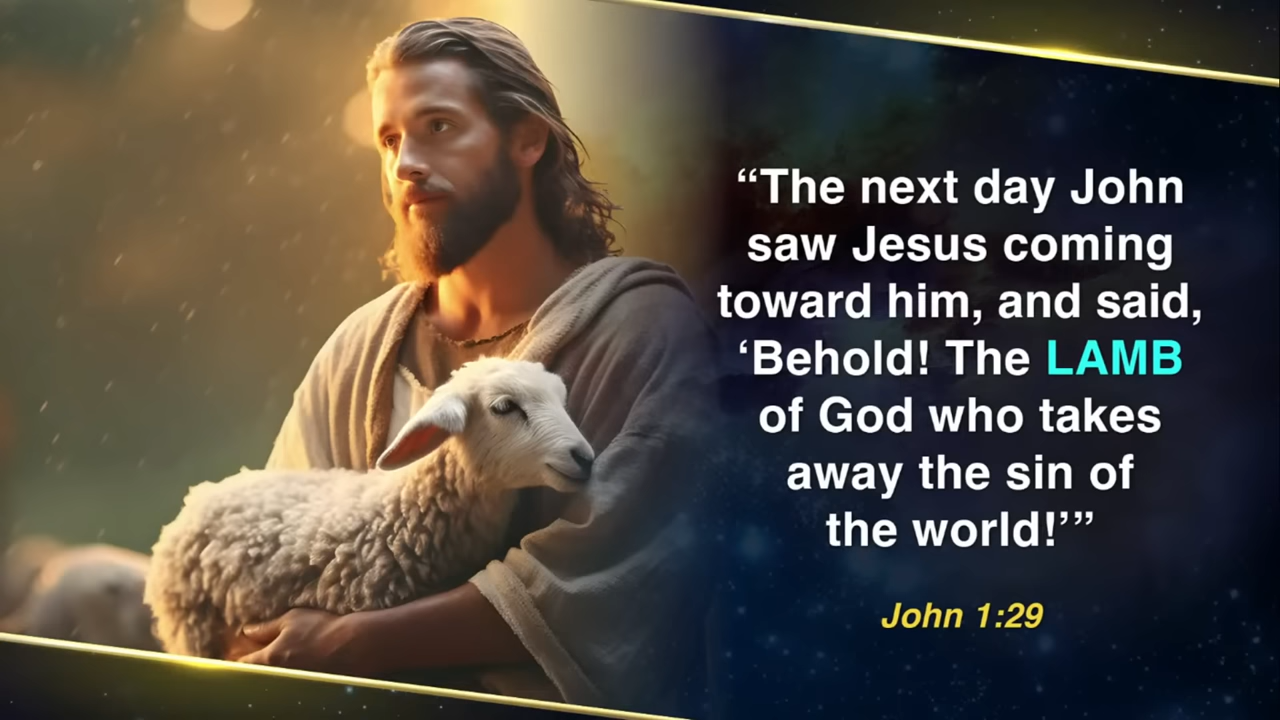 “The next day John
saw Jesus coming
toward him, and said,
‘Behold! The LAMB
of God who takes
away the sin of
the world!’”
John 1:29